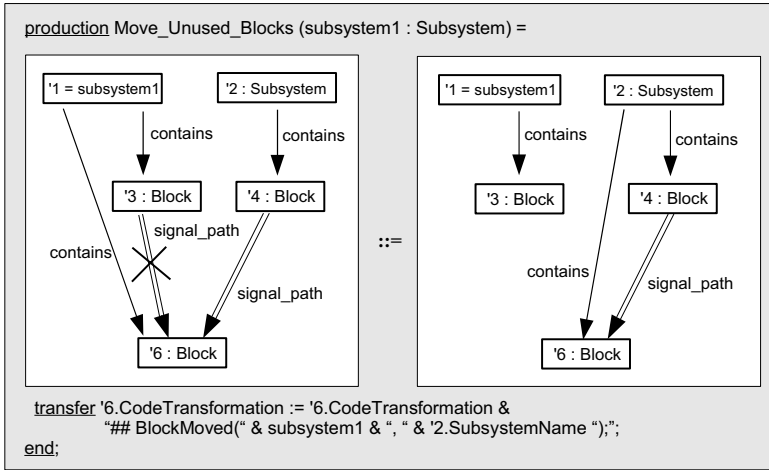 production Move_Unused_Blocks (subsystem1 : Subsystem) =
'1 = subsystem1
'2 : Subsystem
contains
contains
'3 : Block
'4 : Block
signal_path
contains
signal_path
'6 : Block
::=
'1 = subsystem1
'2 : Subsystem
contains
contains
'3 : Block
'4 : Block
contains
signal_path
'6 : Block
transfer '6.CodeTransformation := '6.CodeTransformation &
“## BlockMoved(“ & subsystem1 & “, “ & '2.SubsystemName “);”;
end;